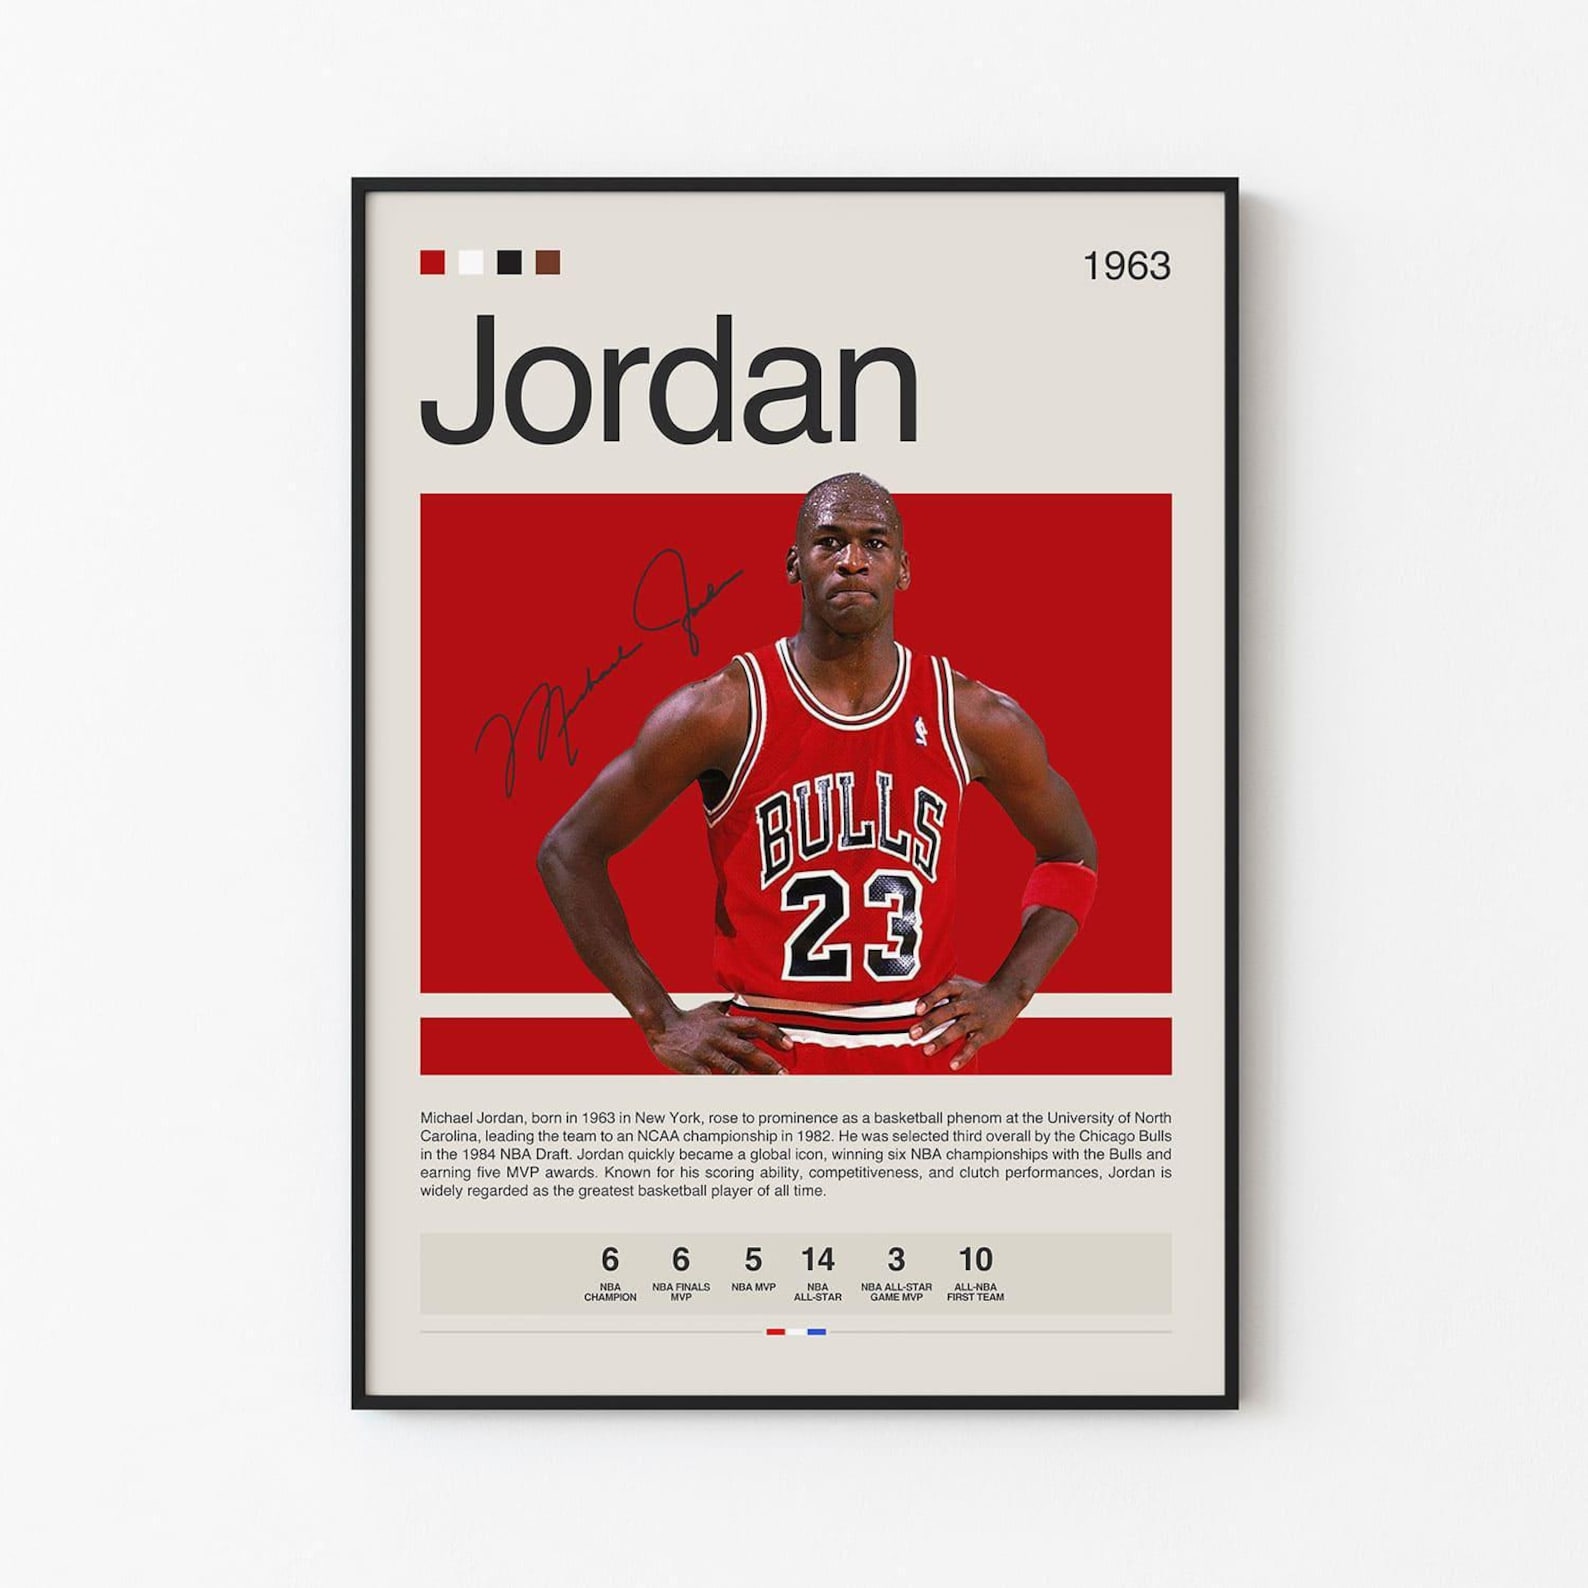 1963
Jordan
Michael Jordan
BULLS
23
Michael Jordan, born in 1963 in New York, rose to prominence as a basketball phenom at the University of North
Carolina, leading the team to an NCAA championship in 1982. He was selected third overall by the Chicago Bulls
in the 1984 NBA Draft. Jordan quickly became a global icon, winning six NBA championships with the Bulls and
earning five MVP awards. Known for his scoring ability, competitiveness, and clutch performances, Jordan is
widely regarded as the greatest basketball player of all time.
6 6 5 14 3 10
NBA NBA FINALS NBA MVP NBA NBA ALL-STAR ALL-NBA
CHAMPION MVP ALL-STAR GAME MVP FIRST TEAM